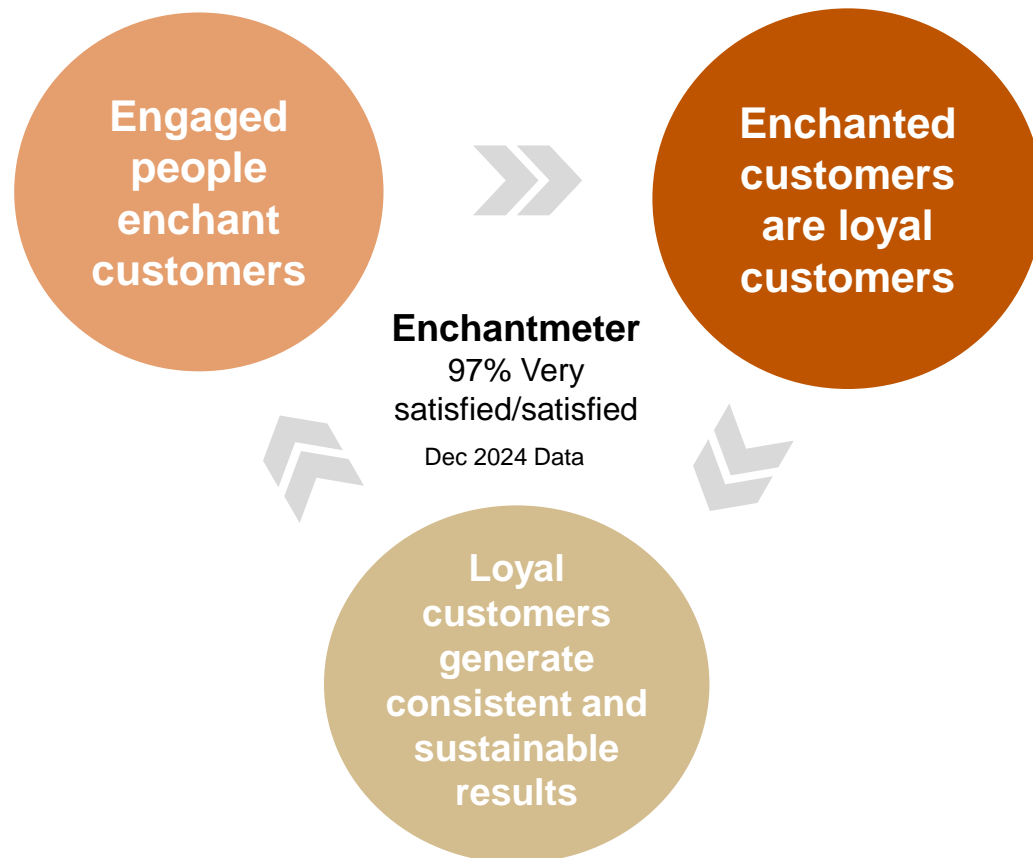 Engaged
people
enchant
customers
Enchanted
customers
are loyal
customers
Enchantmeter
97% Very
satisfied/satisfied
Dec 2024 Data
Loyal
customers
generate
consistent and
sustainable
results